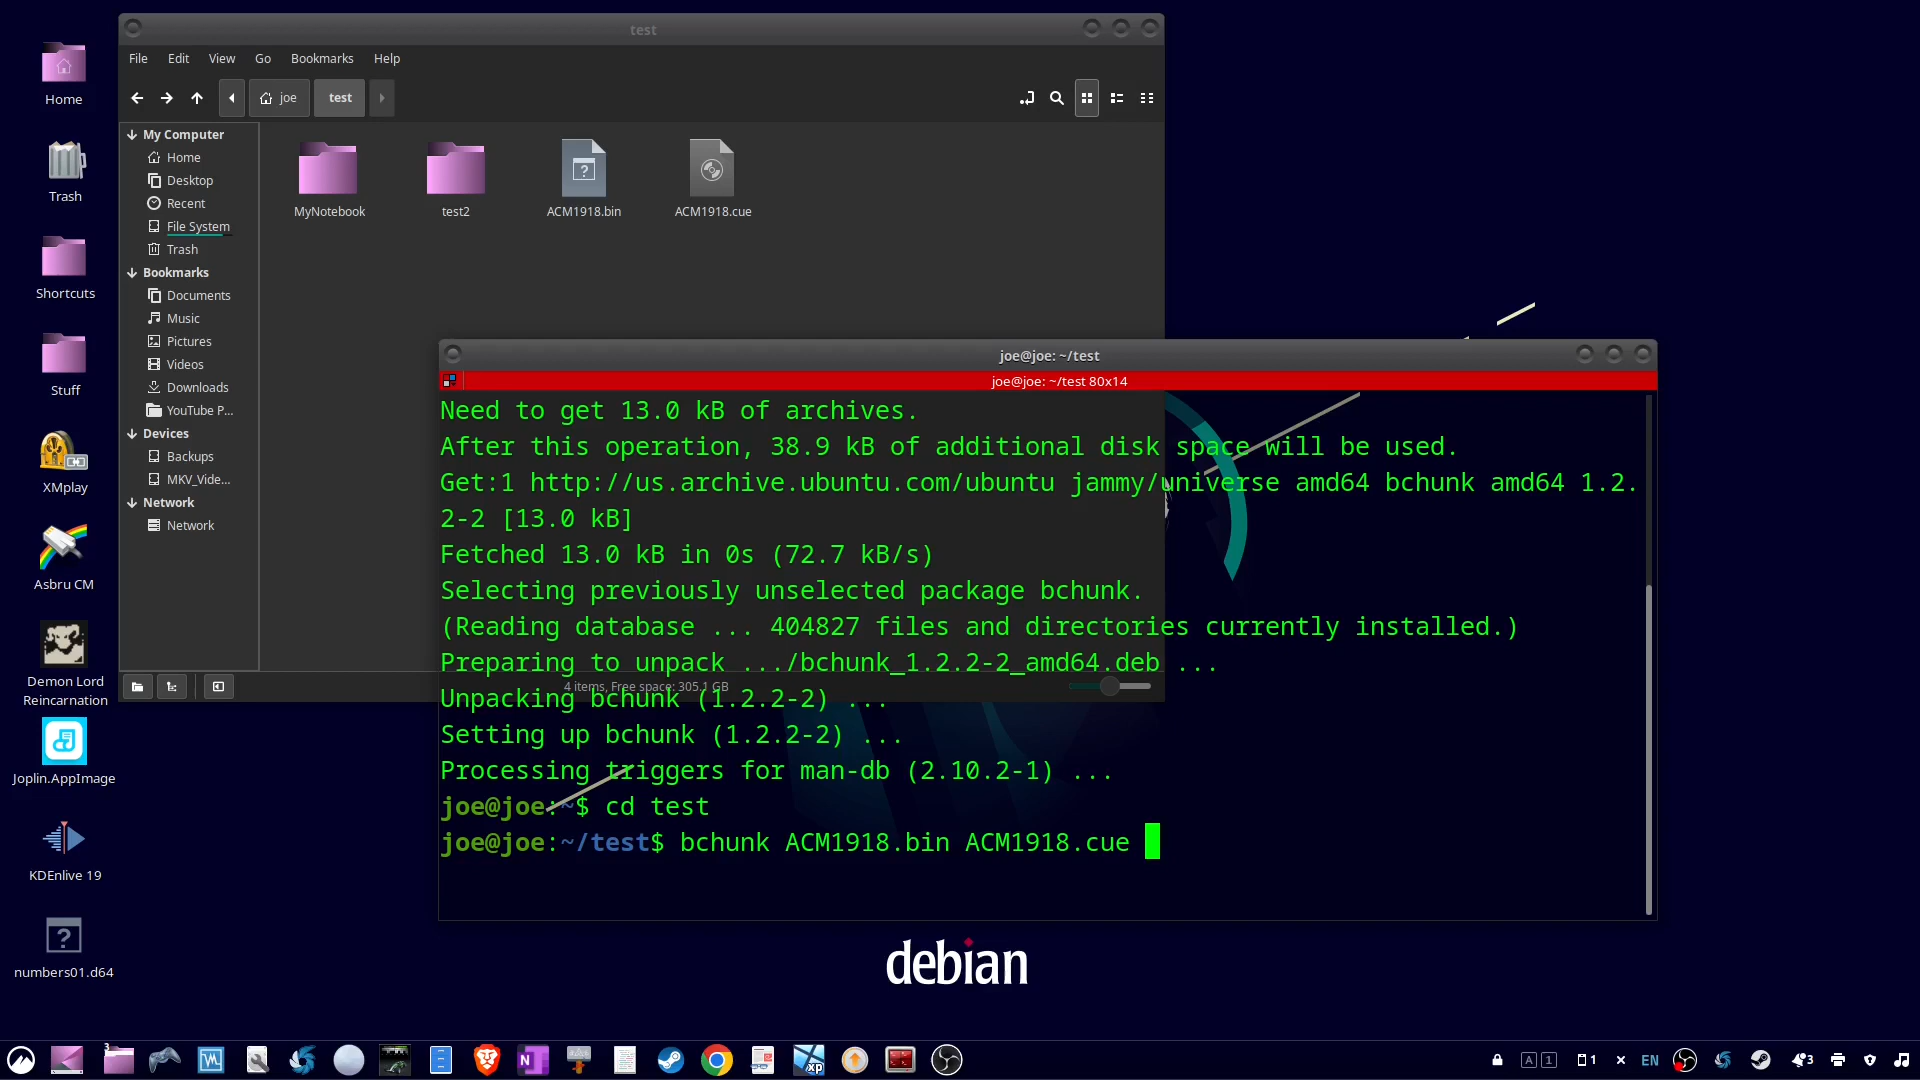 Home
Trash
Shortcuts
Stuff
XMplay
Asbru CM
Demon Lord
Reincarnation
Joplin.AppImage
KDEnlive 19
numbers01.d64
test
File Edit View Go Bookmarks Help
joe test
My Computer
Home
Desktop
Recent
File System
Trash
Bookmarks
Documents
Music
Pictures
Videos
Downloads
YouTube P...
Devices
Backups
MKV_Vide...
Network
Network
MyNotebook test2 ACM1918.bin ACM1918.cue
4 items, Free space: 305.1 GB
joe@joe: ~/test
joe@joe: ~/test 80x14
Need to get 13.0 kB of archives.
After this operation, 38.9 kB of additional disk space will be used.
Get:1 http://us.archive.ubuntu.com/ubuntu jammy/universe amd64 bchunk amd64 1.2.
2-2 [13.0 kB]
Fetched 13.0 kB in 0s (72.7 kB/s)
Selecting previously unselected package bchunk.
(Reading database ... 404827 files and directories currently installed.)
Preparing to unpack .../bchunk_1.2.2-2_amd64.deb ...
Unpacking bchunk (1.2.2-2) ...
Setting up bchunk (1.2.2-2) ...
Processing triggers for man-db (2.10.2-1) ...
joe@joe:~$ cd test
joe@joe:~/test$ bchunk ACM1918.bin ACM1918.cue
debian
3 N xp A 1 1 EN 3